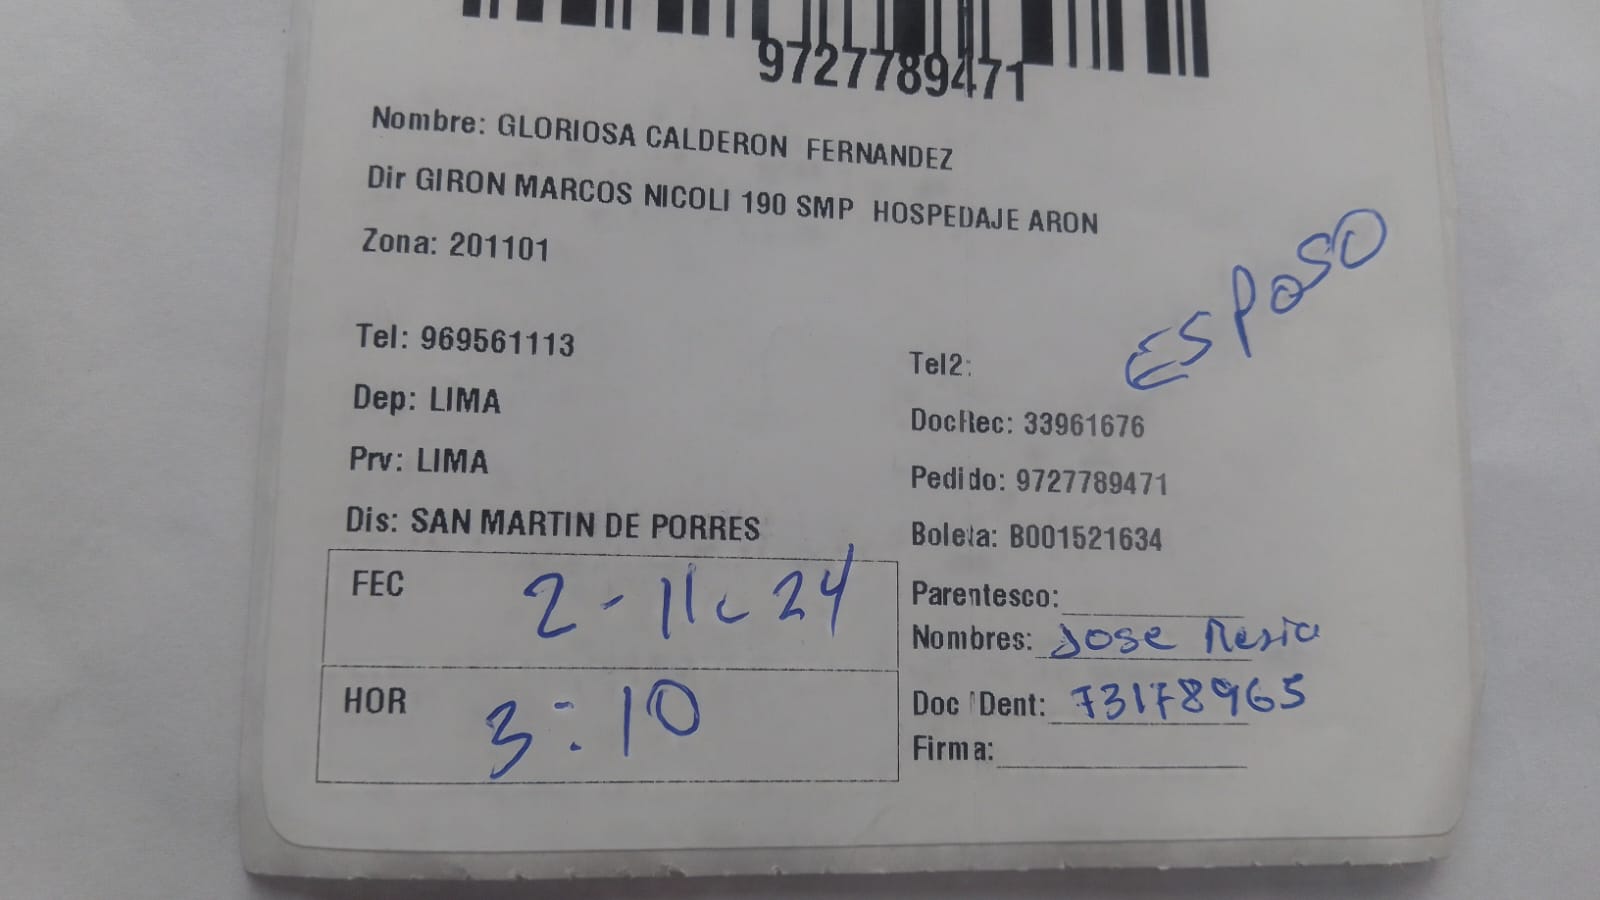 9727789471
Nombre: GLORIOSA CALDERON FERNANDEZ
Dir GIRON MARCOS NICOLI 190 SMP HOSPEDAJE ARON
Zona: 201101
ESPOSO
Tel: 969561113
Tel2:
Dep: LIMA
DocRec: 33961676
Prv: LIMA
Pedido: 9727789471
Dis: SAN MARTIN DE PORRES
Boleta: B001521634
FEC 2-11-24
Parentesco:
Nombres: Jose
HOR 3:10
Doc Dent: 73178965
Firma: